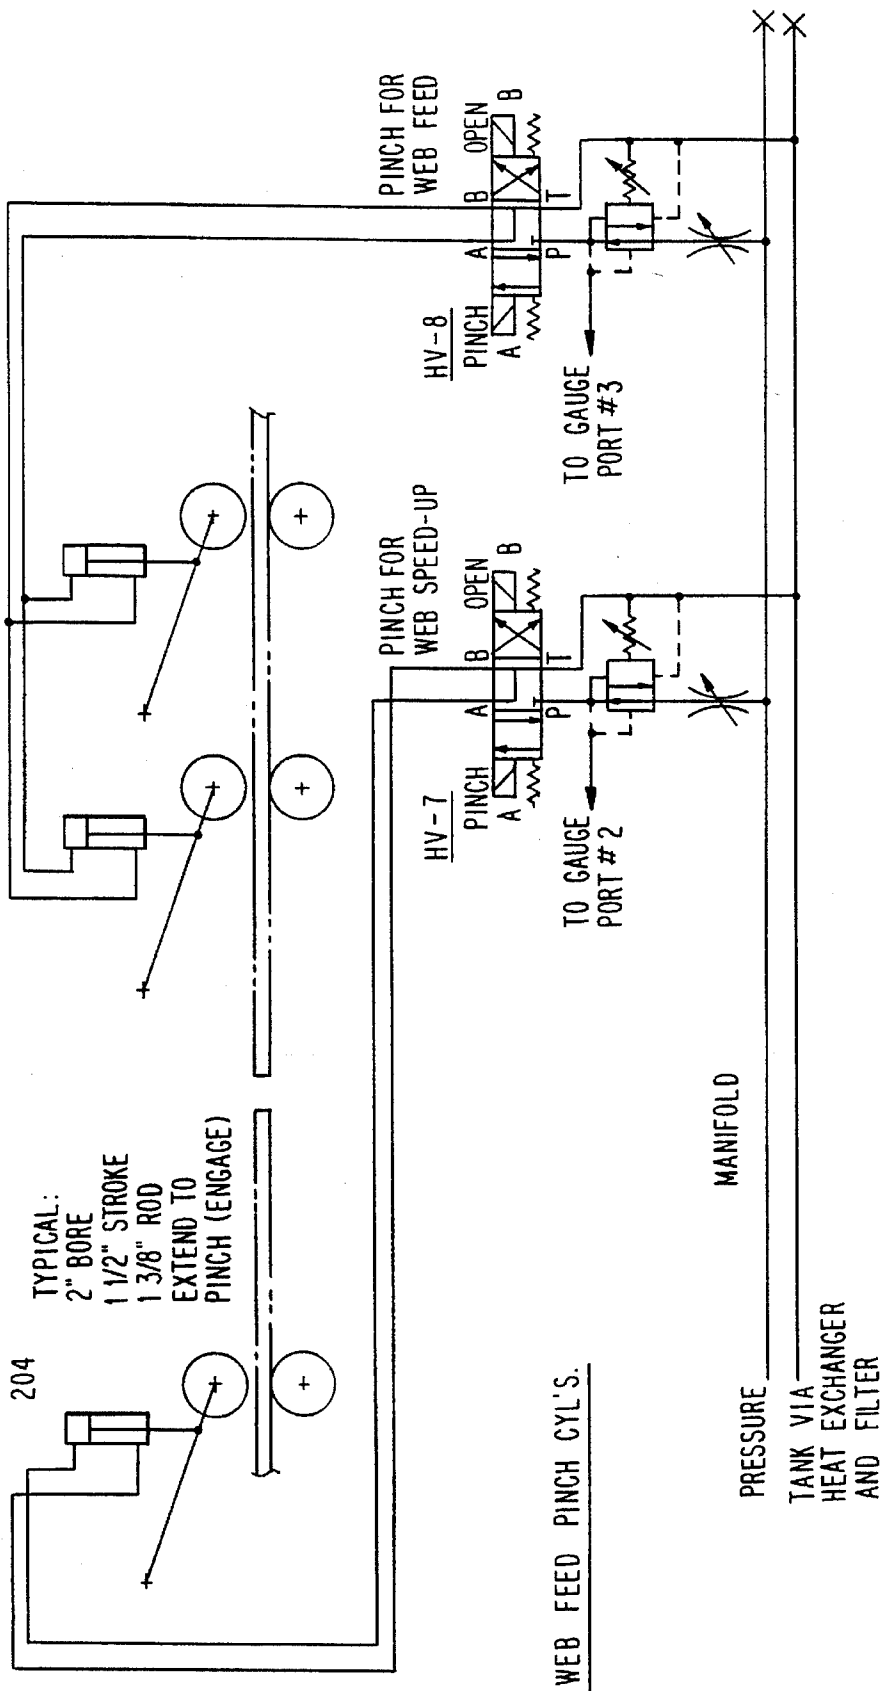 204
TYPICAL:
2" BORE
1 1/2" STROKE
1 3/8" ROD
EXTEND TO
PINCH (ENGAGE)
PINCH FOR
WEB SPEED-UP
HV-7
PINCH
A
A
B
OPEN
B
P
T
TO GAUGE
PORT #2
PINCH FOR
WEB FEED
HV-8
PINCH
A
A
B
OPEN
B
P
T
TO GAUGE
PORT #3
WEB FEED PINCH CYL'S.
MANIFOLD
PRESSURE
TANK VIA
HEAT EXCHANGER
AND FILTER